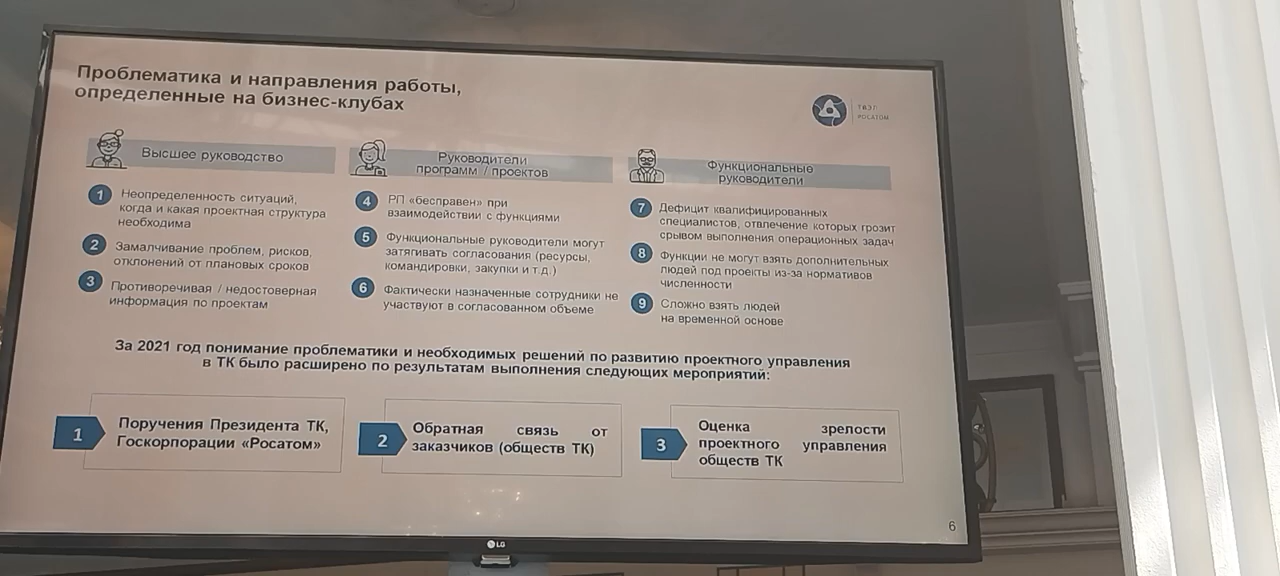 Проблематика и направления работы,
определенные на бизнес-клубах
ТВЭЛ
РОСАТОМ
Высшее руководство
1 Неопределенность ситуаций,
когда и какая проектная структура
необходима
2 Замалчивание проблем, рисков,
отклонений от плановых сроков
3 Противоречивая / недостоверная
информация по проектам
Руководители
программ / проектов
4 РП «бесправен» при
взаимодействии с функциями
5 Функциональные руководители могут
затягивать согласования (ресурсы,
командировки, закупки и т.д.)
6 Фактически назначенные сотрудники не
участвуют в согласованном объеме
Функциональные
руководители
7 Дефицит квалифицированных
специалистов, отвлечение которых грозит
срывом выполнения операционных задач
8 Функции не могут взять дополнительных
людей под проекты из-за нормативов
численности
9 Сложно взять людей
на временной основе
За 2021 год понимание проблематики и необходимых решений по развитию проектного управления
в ТК было расширено по результатам выполнения следующих мероприятий:
1 Поручения Президента ТК,
Госкорпорации «Росатом»
2 Обратная связь от
заказчиков (обществ ТК)
3 Оценка зрелости
проектного управления
обществ ТК
6
LG